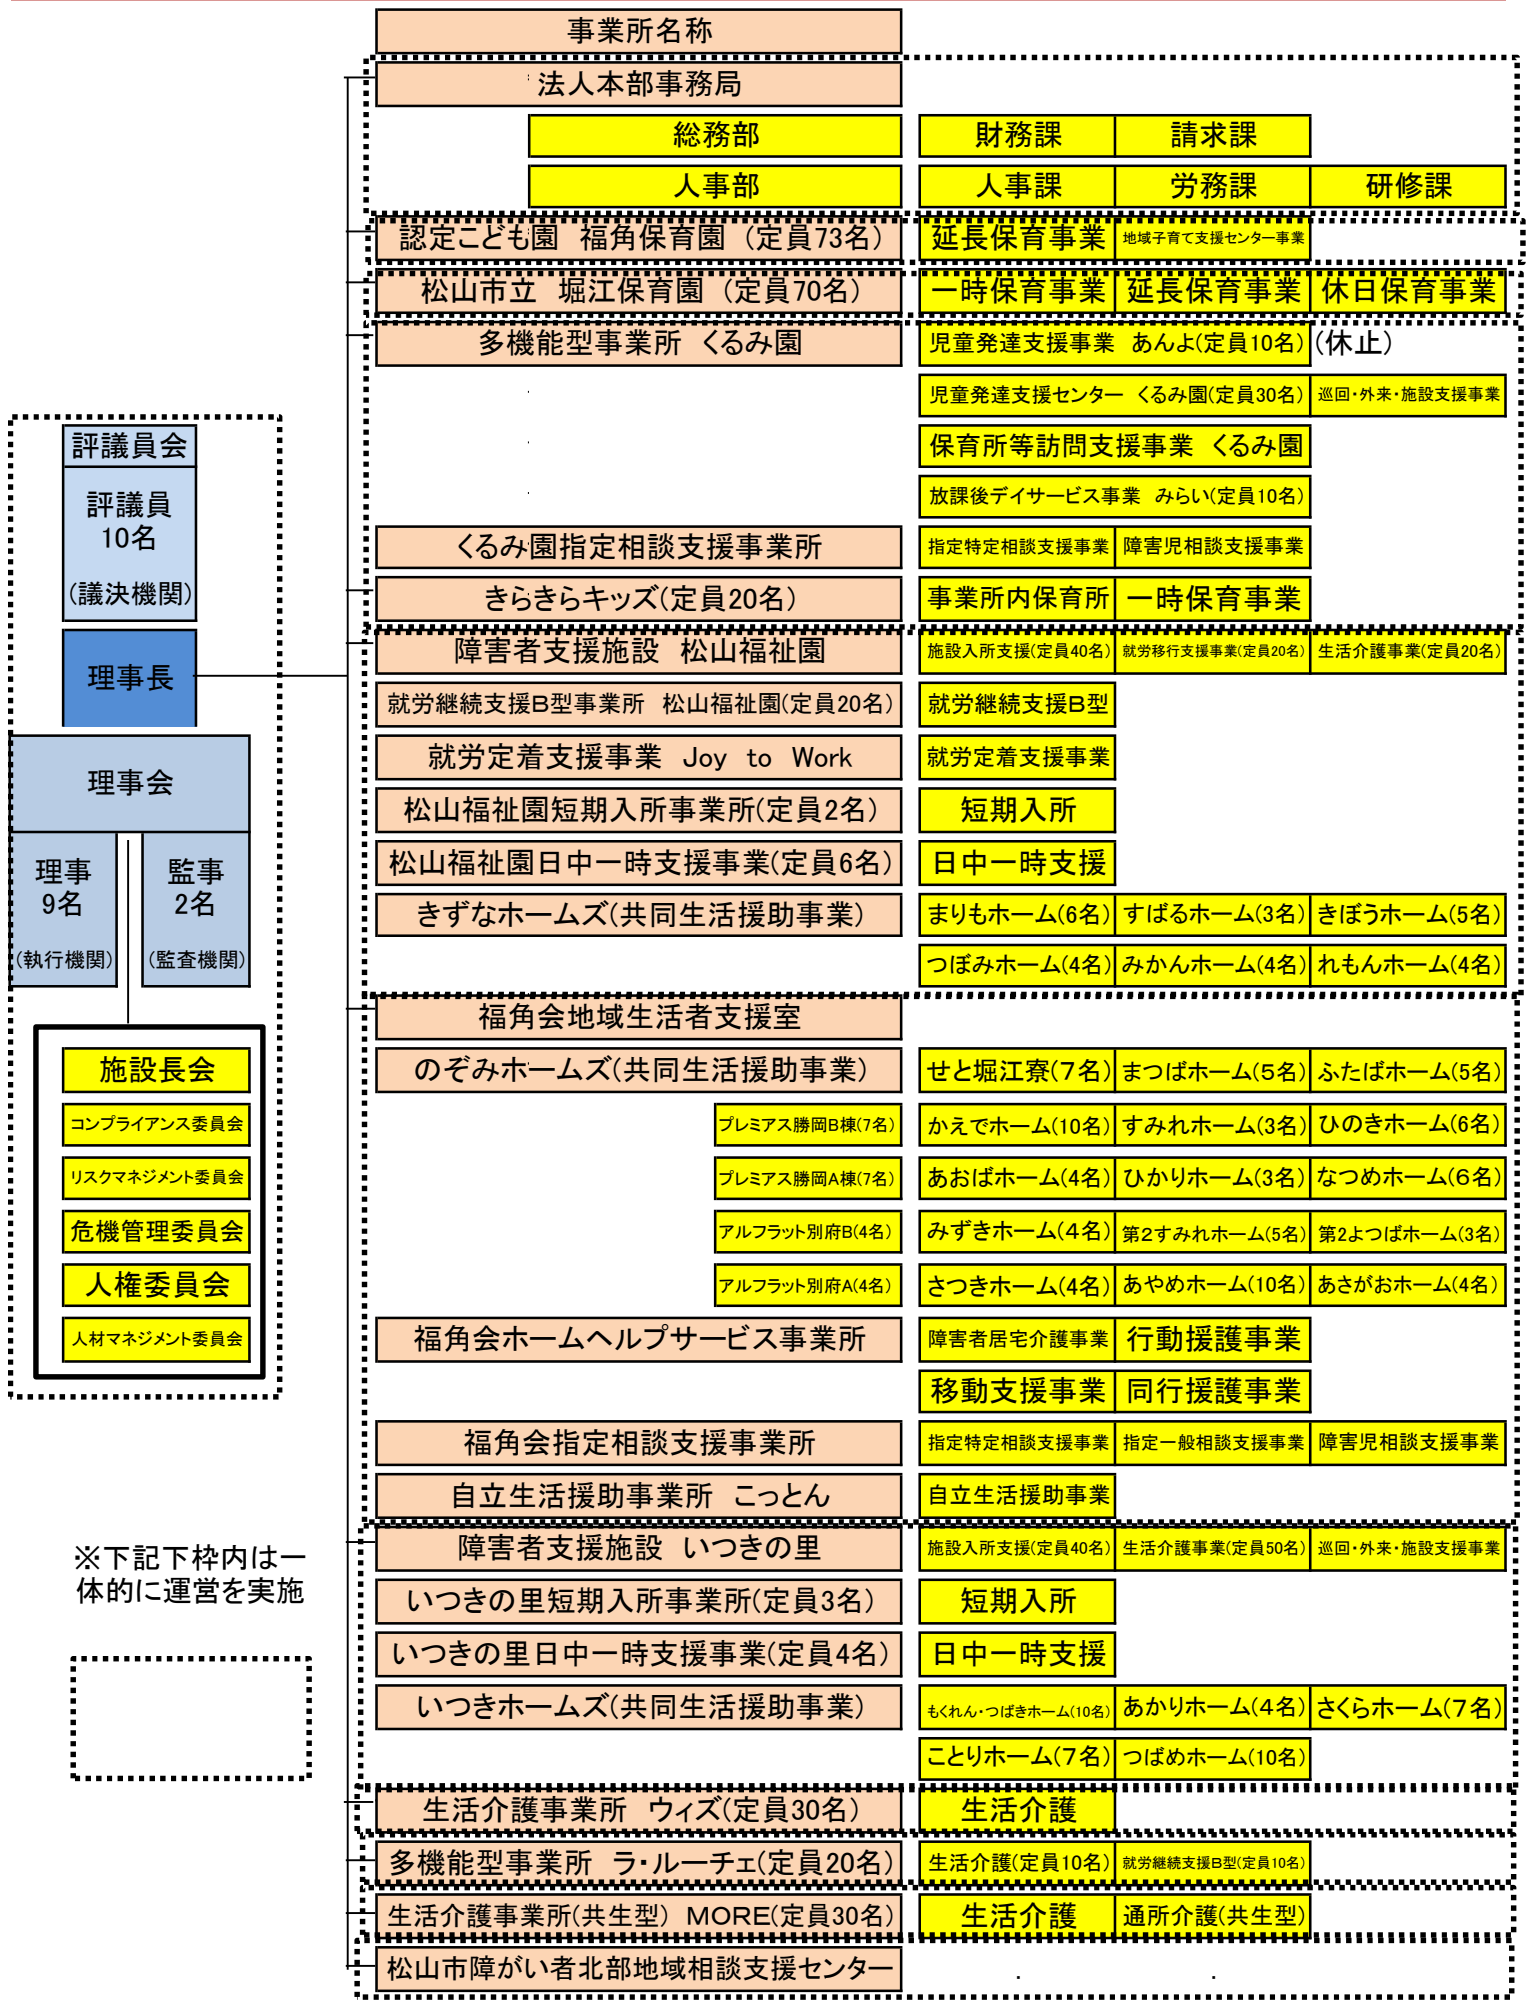 事業所名称
法人本部事務局
総務部 財務課 請求課
人事部 人事課 労務課 研修課
認定こども園 福角保育園 (定員73名) 延長保育事業 地域子育て支援センター事業
松山市立 堀江保育園 (定員70名) 一時保育事業 延長保育事業 休日保育事業
多機能型事業所 くるみ園 児童発達支援事業 あんよ(定員10名) (休止)
児童発達支援センター くるみ園(定員30名) 巡回・外来・施設支援事業
保育所等訪問支援事業 くるみ園
放課後デイサービス事業 みらい(定員10名)
くるみ園指定相談支援事業所 指定特定相談支援事業 障害児相談支援事業
きらきらキッズ(定員20名) 事業所内保育所 一時保育事業
障害者支援施設 松山福祉園 施設入所支援(定員40名) 就労移行支援事業(定員20名) 生活介護事業(定員20名)
就労継続支援B型事業所 松山福祉園(定員20名) 就労継続支援B型
就労定着支援事業 Joy to Work 就労定着支援事業
松山福祉園短期入所事業所(定員2名) 短期入所
松山福祉園日中一時支援事業(定員6名) 日中一時支援
きずなホームズ(共同生活援助事業) まりもホーム(6名) すばるホーム(3名) きぼうホーム(5名)
つぼみホーム(4名) みかんホーム(4名) れもんホーム(4名)
福角会地域生活者支援室
のぞみホームズ(共同生活援助事業) せと堀江寮(7名) まつばホーム(5名) ふたばホーム(5名)
プレミアス勝岡B棟(7名) かえでホーム(10名) すみれホーム(3名) ひのきホーム(6名)
プレミアス勝岡A棟(7名) あおばホーム(4名) ひかりホーム(3名) なつめホーム(6名)
アルフラット別府B(4名) みずきホーム(4名) 第2すみれホーム(5名) 第2よつばホーム(3名)
アルフラット別府A(4名) さつきホーム(4名) あやめホーム(10名) あさがおホーム(4名)
福角会ホームヘルプサービス事業所 障害者居宅介護事業 行動援護事業
移動支援事業 同行援護事業
福角会指定相談支援事業所 指定特定相談支援事業 指定一般相談支援事業 障害児相談支援事業
自立生活援助事業所 こっとん 自立生活援助事業
障害者支援施設 いつきの里 施設入所支援(定員40名) 生活介護事業(定員50名) 巡回・外来・施設支援事業
いつきの里短期入所事業所(定員3名) 短期入所
いつきの里日中一時支援事業(定員4名) 日中一時支援
いつきホームズ(共同生活援助事業) もくれん・つばきホーム(10名) あかりホーム(4名) さくらホーム(7名)
ことりホーム(7名) つばめホーム(10名)
生活介護事業所 ウィズ(定員30名) 生活介護
多機能型事業所 ラ・ルーチェ(定員20名) 生活介護(定員10名) 就労継続支援B型(定員10名)
生活介護事業所(共生型) MORE(定員30名) 生活介護 通所介護(共生型)
松山市障がい者北部地域相談支援センター
評議員会
評議員
10名
(議決機関)
理事長
理事会
理事
9名
(執行機関)
監事
2名
(監査機関)
施設長会
コンプライアンス委員会
リスクマネジメント委員会
危機管理委員会
人権委員会
人材マネジメント委員会
※下記下枠内は一
体的に運営を実施